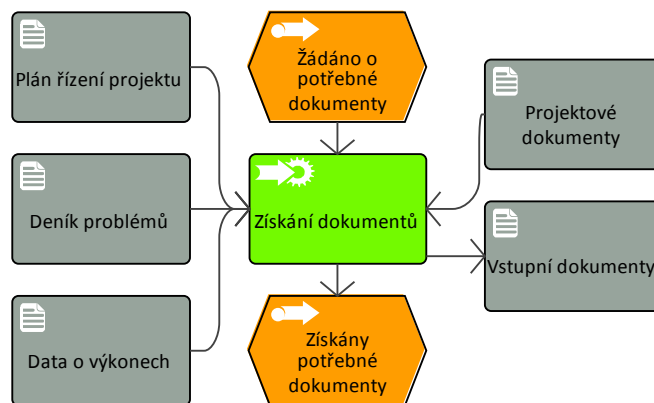 Plán řízení projektu
Žádáno o
potřebné
dokumenty
Projektové
dokumenty
Deník problémů
Získání dokumentů
Vstupní dokumenty
Data o výkonech
Získány
potřebné
dokumenty